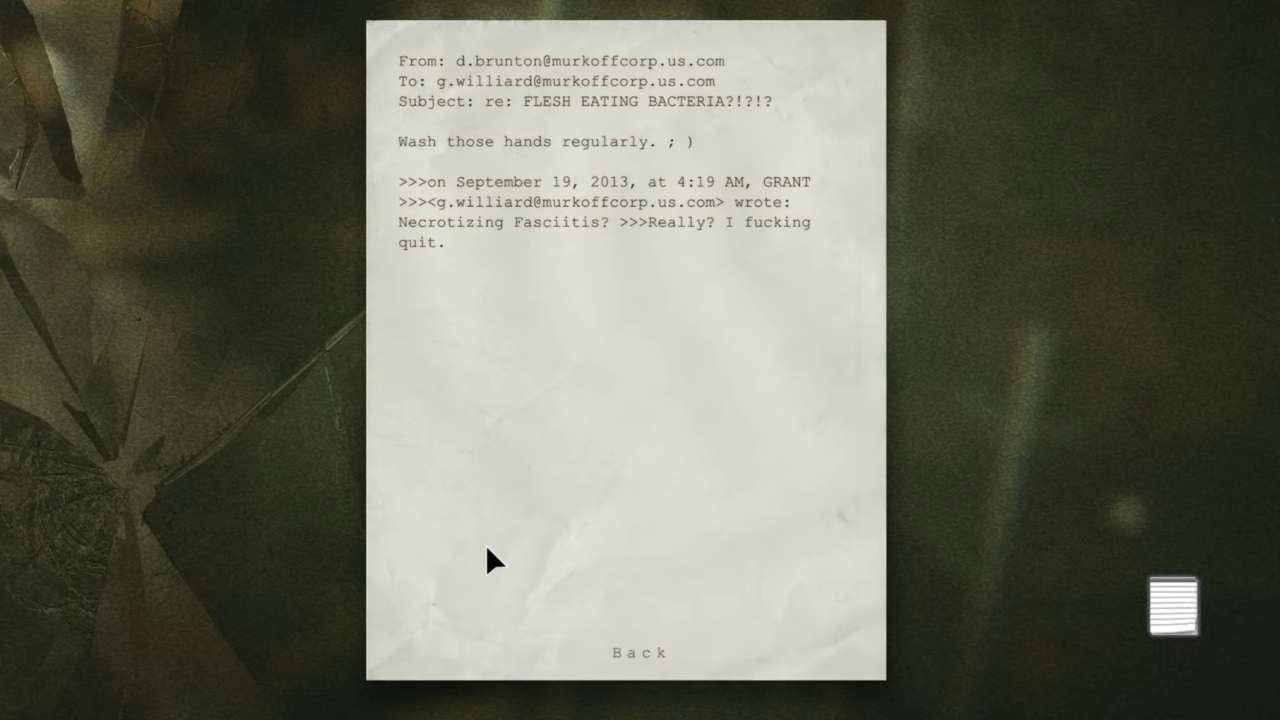 From: d.brunton@murkoffcorp.us.com
To: g.williard@murkoffcorp.us.com
Subject: re: FLESH EATING BACTERIA?!?!?
Wash those hands regularly. ; )
>>>on September 19, 2013, at 4:19 AM, GRANT
>>><g.williard@murkoffcorp.us.com> wrote:
Necrotizing Fasciitis? >>>Really? I fucking
quit.
Back